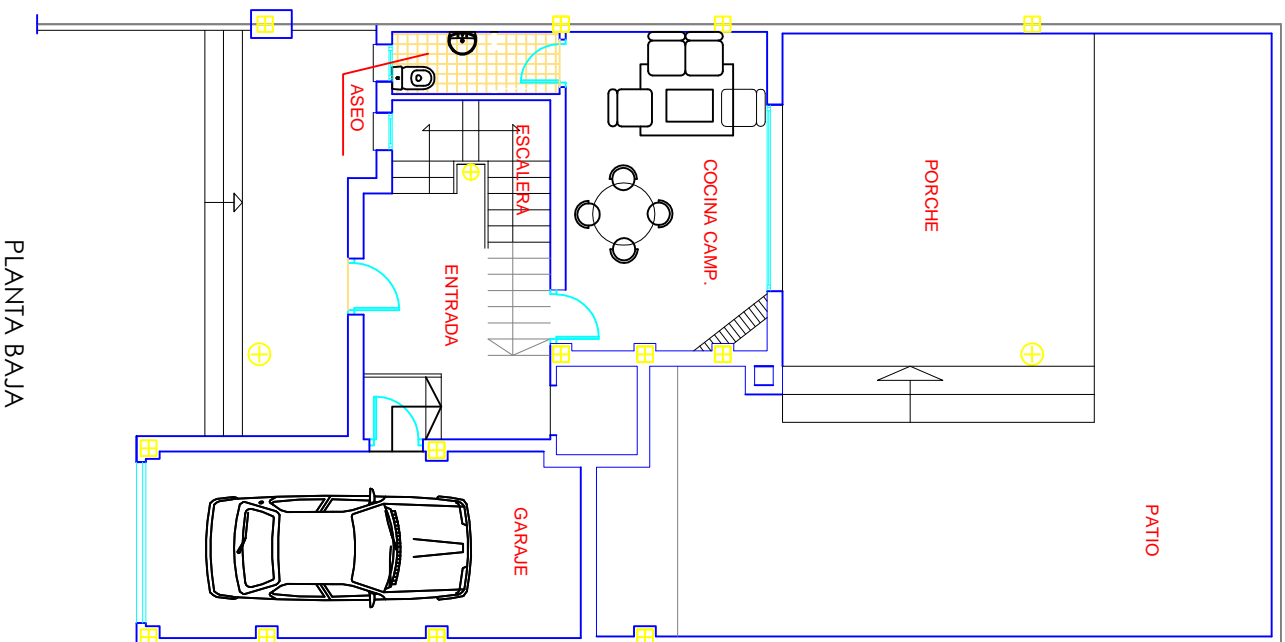 ASEO
ESCALERA
COCINA CAMP.
PORCHE
ENTRADA
GARAJE
PATIO
PLANTA BAJA